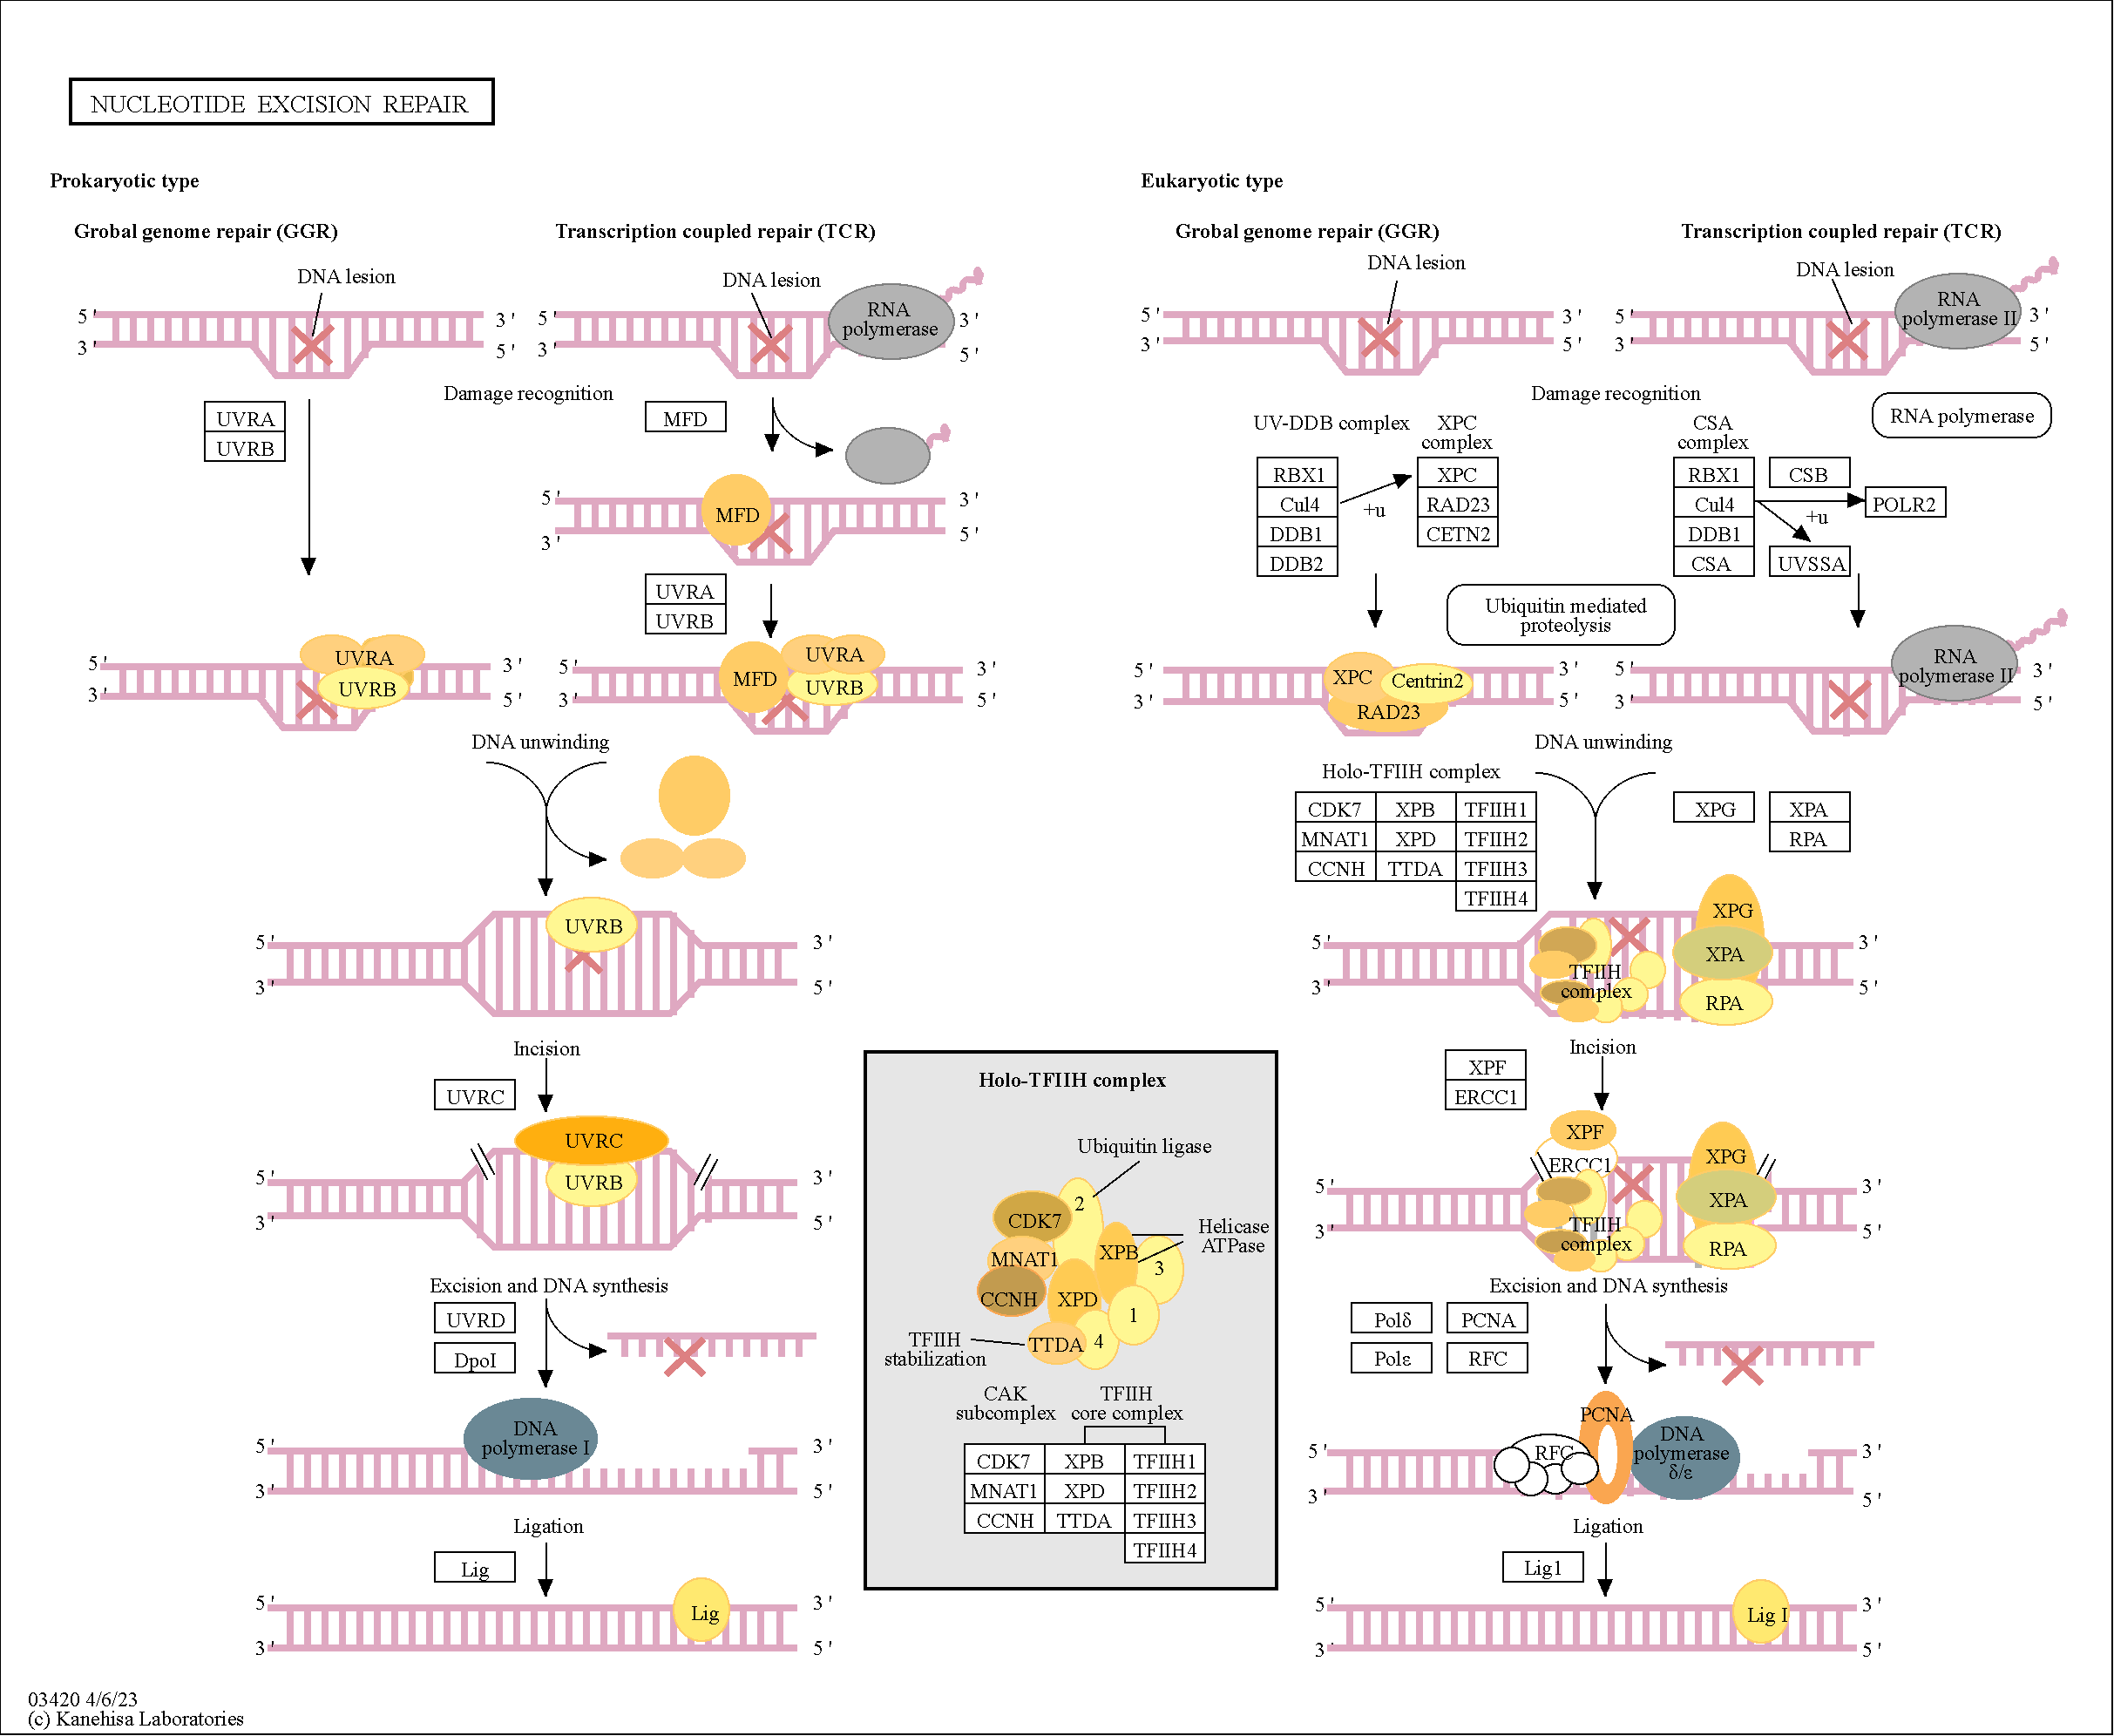 NUCLEOTIDE EXCISION REPAIR
Prokaryotic type
Grobal genome repair (GGR)
Transcription coupled repair (TCR)
DNA lesion
DNA lesion
RNA
polymerase
5'
3'
3'
5'
5'
3'
3'
5'
Damage recognition
UVRA
UVRB
MFD
5'
3'
MFD
3'
5'
UVRA
UVRB
5'
3'
UVRA
UVRB
3'
5'
5'
3'
MFD
UVRA
UVRB
3'
5'
DNA unwinding
UVRB
5'
3'
3'
5'
Incision
UVRC
UVRC
UVRB
5'
3'
3'
5'
Excision and DNA synthesis
UVRD
DpoI
DNA
polymerase I
5'
3'
3'
5'
Ligation
Lig
5'
3'
Lig
3'
5'
Holo-TFIIH complex
Ubiquitin ligase
2
CDK7
Helicase
ATPase
XPB
MNAT1
3
CCNH
XPD
1
TFIIH
stabilization
TTDA
4
CAK
subcomplex
TFIIH
core complex
CDK7
XPB
TFIIH1
MNAT1
XPD
TFIIH2
CCNH
TTDA
TFIIH3
TFIIH4
Eukaryotic type
Grobal genome repair (GGR)
Transcription coupled repair (TCR)
DNA lesion
DNA lesion
RNA
polymerase II
5'
3'
3'
5'
5'
3'
3'
5'
Damage recognition
RNA polymerase
UV-DDB complex
XPC
complex
CSA
complex
RBX1
Cul4
DDB1
DDB2
+u
XPC
RAD23
CETN2
RBX1
Cul4
DDB1
CSA
CSB
+u
POLR2
UVSSA
Ubiquitin mediated
proteolysis
5'
3'
XPC
Centrin2
RAD23
3'
5'
5'
3'
RNA
polymerase II
3'
5'
DNA unwinding
Holo-TFIIH complex
CDK7
XPB
TFIIH1
MNAT1
XPD
TFIIH2
CCNH
TTDA
TFIIH3
TFIIH4
XPG
XPA
RPA
5'
3'
TFIIH
complex
XPG
XPA
RPA
3'
5'
Incision
XPF
ERCC1
XPF
ERCC1
TFIIH
complex
XPG
XPA
RPA
5'
3'
3'
5'
Excision and DNA synthesis
Polδ
PCNA
Polε
RFC
PCNA
RFC
DNA
polymerase
δ/ε
5'
3'
3'
5'
Ligation
Lig1
5'
3'
Lig I
3'
5'
03420 4/6/23
(c) Kanehisa Laboratories